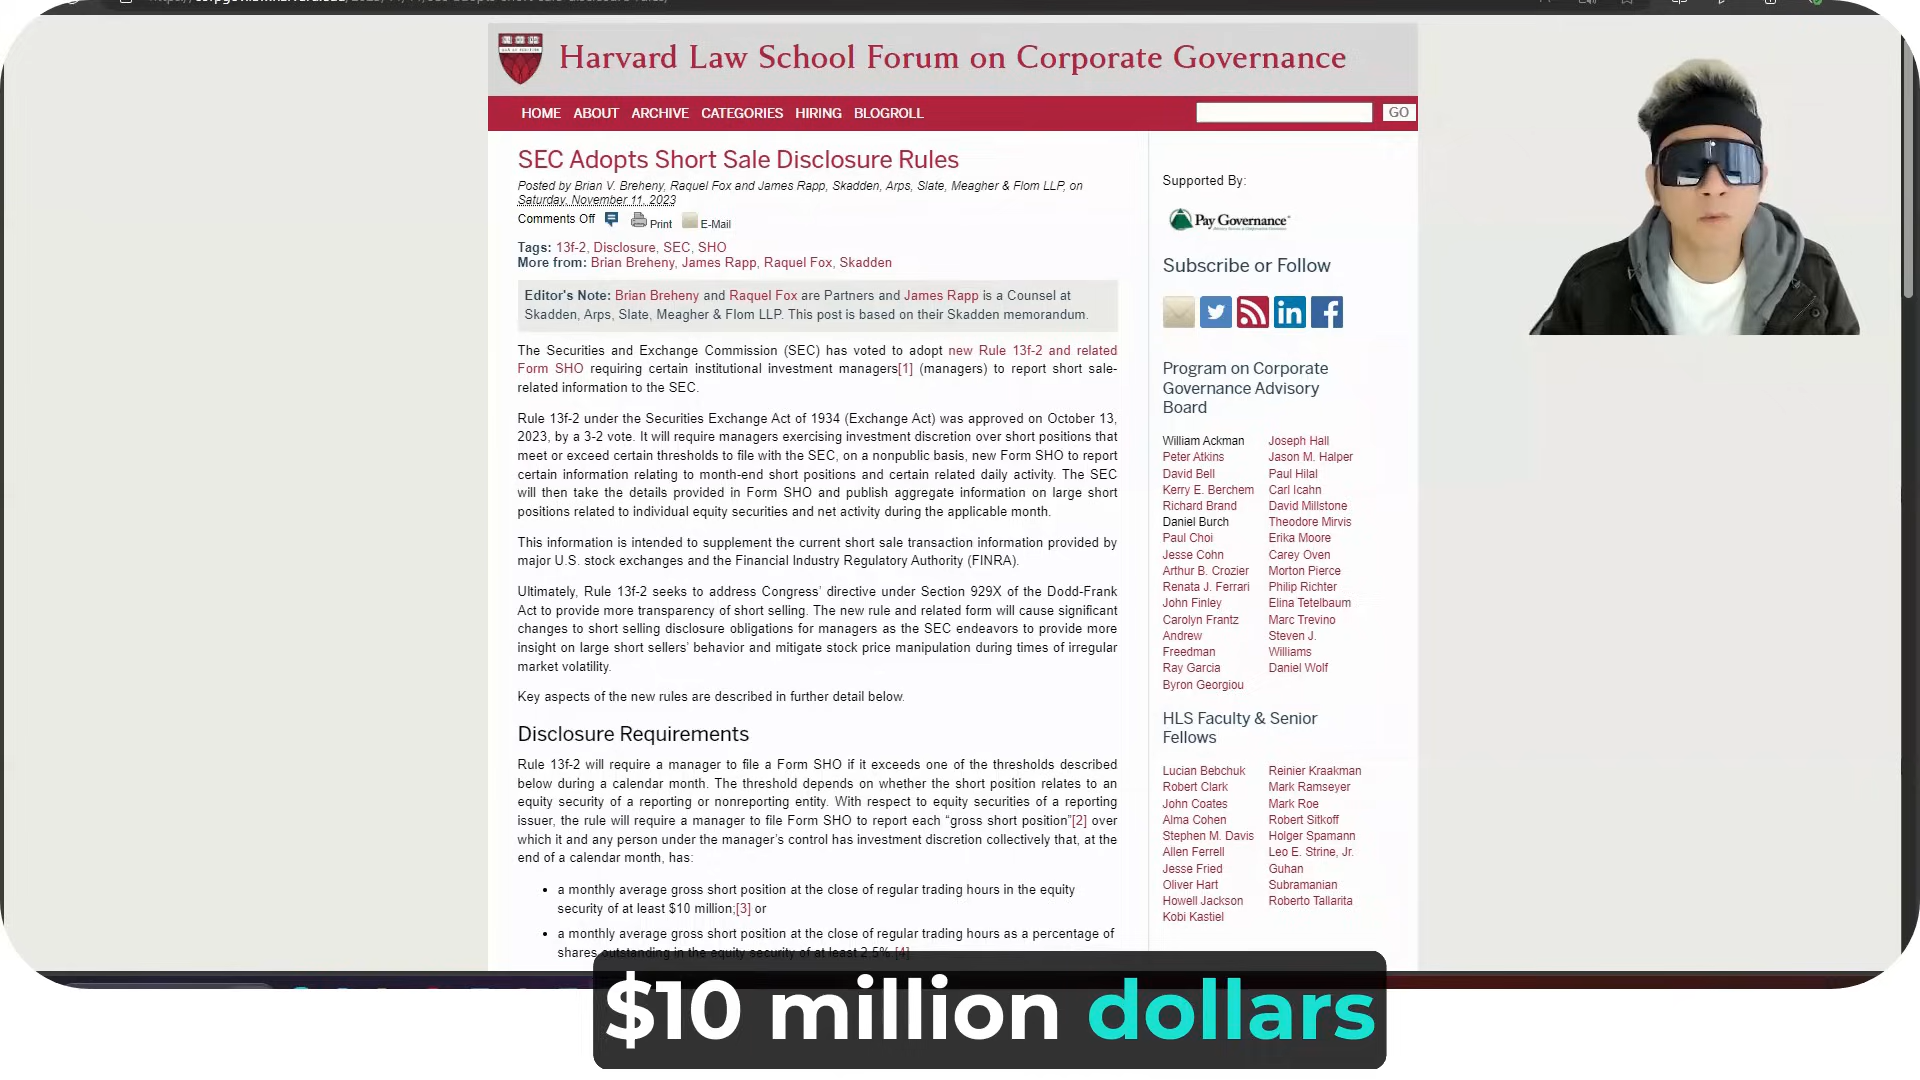 Harvard Law School Forum on Corporate Governance
HOME ABOUT ARCHIVE CATEGORIES HIRING BLOGROLL
GO
SEC Adopts Short Sale Disclosure Rules
Posted by Brian V. Breheny, Raquel Fox and James Rapp, Skadden, Arps, Slate, Meagher & Flom LLP, on
Saturday, November 11, 2023
Comments Off Print E-Mail
Tags: 13f-2, Disclosure, SEC, SHO
More from: Brian Breheny, James Rapp, Raquel Fox, Skadden
Editor's Note: Brian Breheny and Raquel Fox are Partners and James Rapp is a Counsel at
Skadden, Arps, Slate, Meagher & Flom LLP. This post is based on their Skadden memorandum.
The Securities and Exchange Commission (SEC) has voted to adopt new Rule 13f-2 and related
Form SHO requiring certain institutional investment managers[1] (managers) to report short sale-
related information to the SEC.
Rule 13f-2 under the Securities Exchange Act of 1934 (Exchange Act) was approved on October 13,
2023, by a 3-2 vote. It will require managers exercising investment discretion over short positions that
meet or exceed certain thresholds to file with the SEC, on a nonpublic basis, new Form SHO to report
certain information relating to month-end short positions and certain related daily activity. The SEC
will then take the details provided in Form SHO and publish aggregate information on large short
positions related to individual equity securities and net activity during the applicable month.
This information is intended to supplement the current short sale transaction information provided by
major U.S. stock exchanges and the Financial Industry Regulatory Authority (FINRA).
Ultimately, Rule 13f-2 seeks to address Congress' directive under Section 929X of the Dodd-Frank
Act to provide more transparency of short selling. The new rule and related form will cause significant
changes to short selling disclosure obligations for managers as the SEC endeavors to provide more
insight on large short sellers' behavior and mitigate stock price manipulation during times of irregular
market volatility.
Key aspects of the new rules are described in further detail below.
Disclosure Requirements
Rule 13f-2 will require a manager to file a Form SHO if it exceeds one of the thresholds described
below during a calendar month. The threshold depends on whether the short position relates to an
equity security of a reporting or nonreporting entity. With respect to equity securities of a reporting
issuer, the rule will require a manager to file Form SHO to report each “gross short position”[2] over
which it and any person under the manager's control has investment discretion collectively that, at the
end of a calendar month, has:
• a monthly average gross short position at the close of regular trading hours in the equity
security of at least $10 million;[3] or
• a monthly average gross short position at the close of regular trading hours as a percentage of
shares outstanding in the equity security of at least 2.5%.[4]
Supported By:
Pay Governance
Subscribe or Follow
Program on Corporate
Governance Advisory
Board
William Ackman Joseph Hall
Peter Atkins Jason M. Halper
David Bell Paul Hilal
Kerry E. Berchem Carl Icahn
Richard Brand David Millstone
Daniel Burch Theodore Mirvis
Paul Choi Erika Moore
Jesse Cohn Carey Oven
Arthur B. Crozier Morton Pierce
Renata J. Ferrari Philip Richter
John Finley Elina Tetelbaum
Carolyn Frantz Marc Trevino
Andrew Steven J.
Freedman Williams
Ray Garcia Daniel Wolf
Byron Georgiou
HLS Faculty & Senior
Fellows
Lucian Bebchuk Reinier Kraakman
Robert Clark Mark Ramseyer
John Coates Mark Roe
Alma Cohen Robert Sitkoff
Stephen M. Davis Holger Spamann
Allen Ferrell Leo E. Strine, Jr.
Jesse Fried Guhan
Oliver Hart Subramanian
Howell Jackson Roberto Tallarita
Kobi Kastiel
$10 million dollars